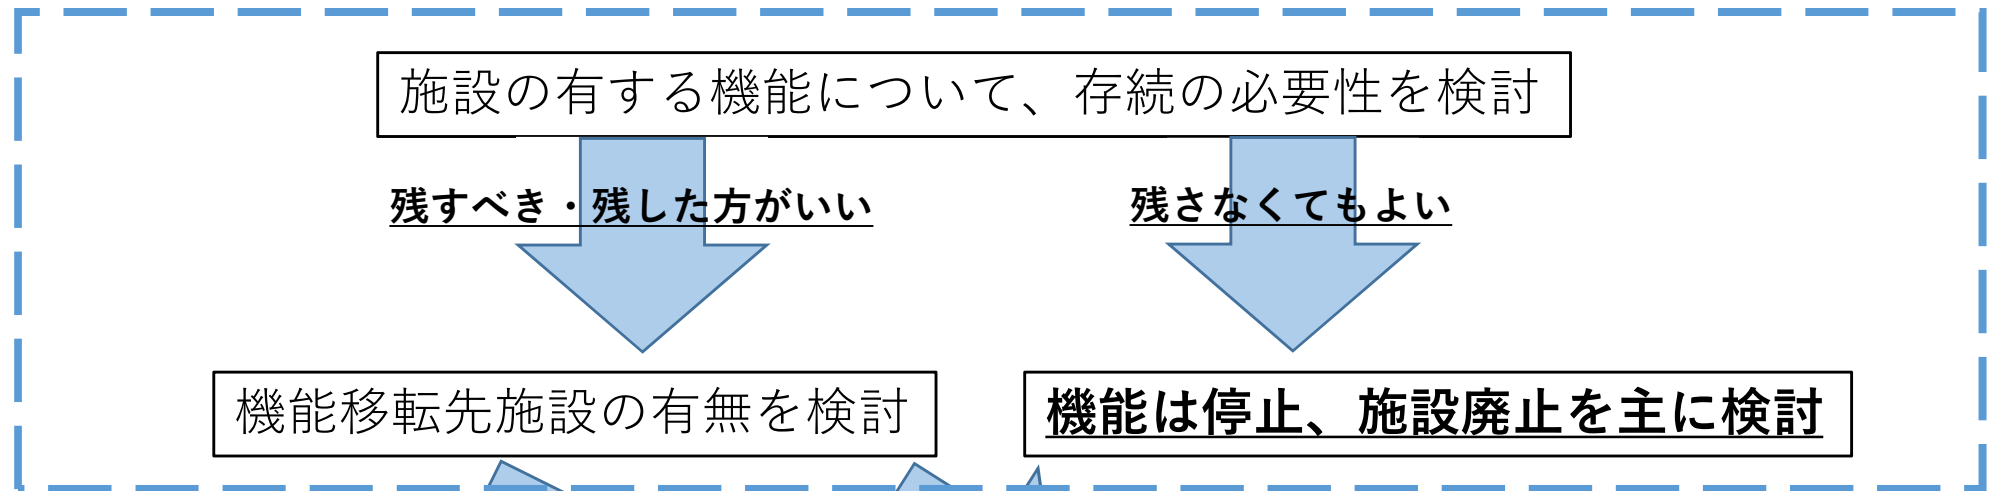 施設の有する機能について、存続の必要性を検討
残すべき・残した方がいい
残さなくてもよい
機能移転先施設の有無を検討
機能は停止、施設廃止を主に検討